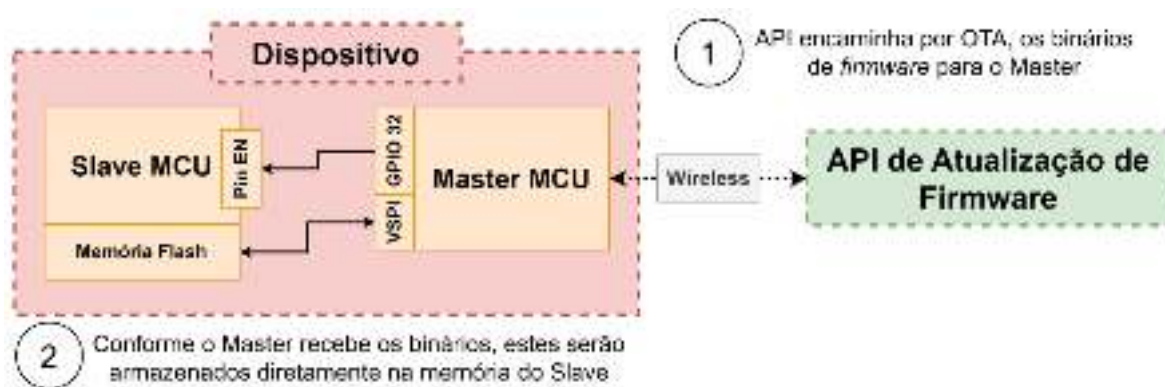 Dispositivo
1
API encaminha por OTA, os binários
de firmware para o Master
Slave MCU
Pin EN
GPIO 32
VSPI
Master MCU
Memória Flash
Wireless
API de Atualização de
Firmware
2
Conforme o Master recebe os binários, estes serão
armazenados diretamente na memória do Slave